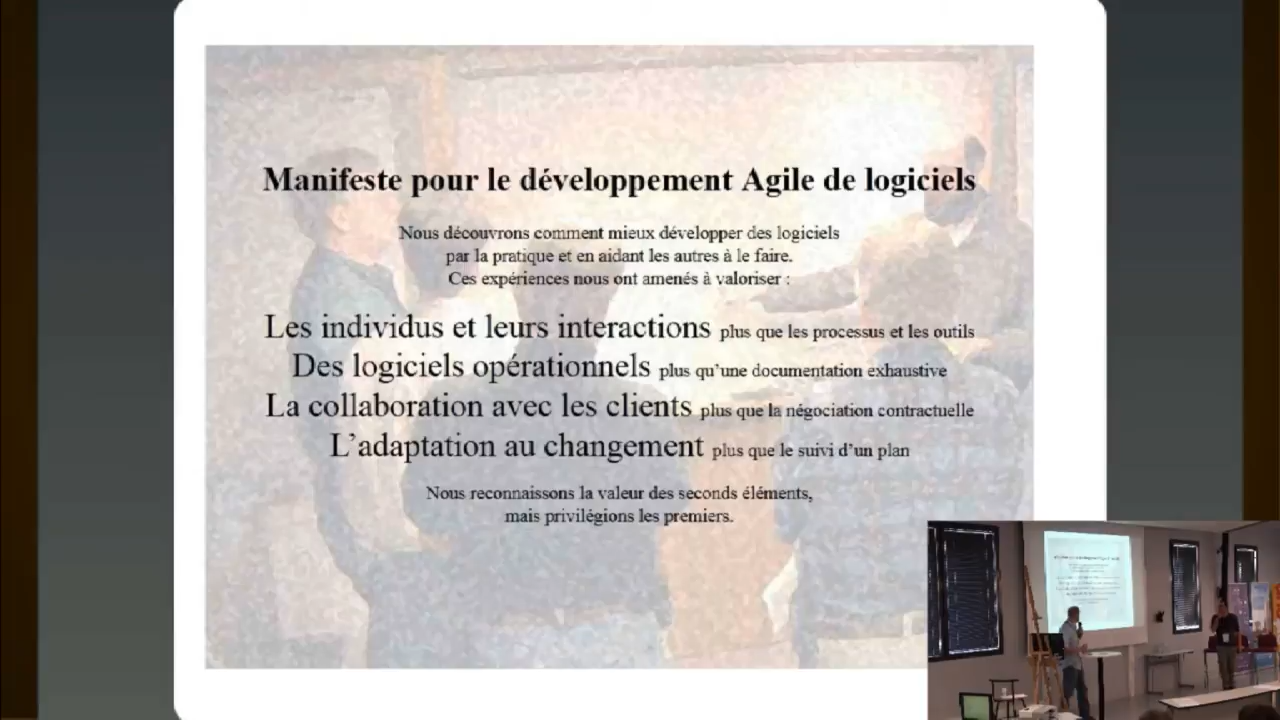 Manifeste pour le développement Agile de logiciels
Nous découvrons comment mieux développer des logiciels
par la pratique et en aidant les autres à le faire.
Ces expériences nous ont amenés à valoriser :
Les individus et leurs interactions plus que les processus et les outils
Des logiciels opérationnels plus qu’une documentation exhaustive
La collaboration avec les clients plus que la négociation contractuelle
L’adaptation au changement plus que le suivi d’un plan
Nous reconnaissons la valeur des seconds éléments,
mais privilégions les premiers.